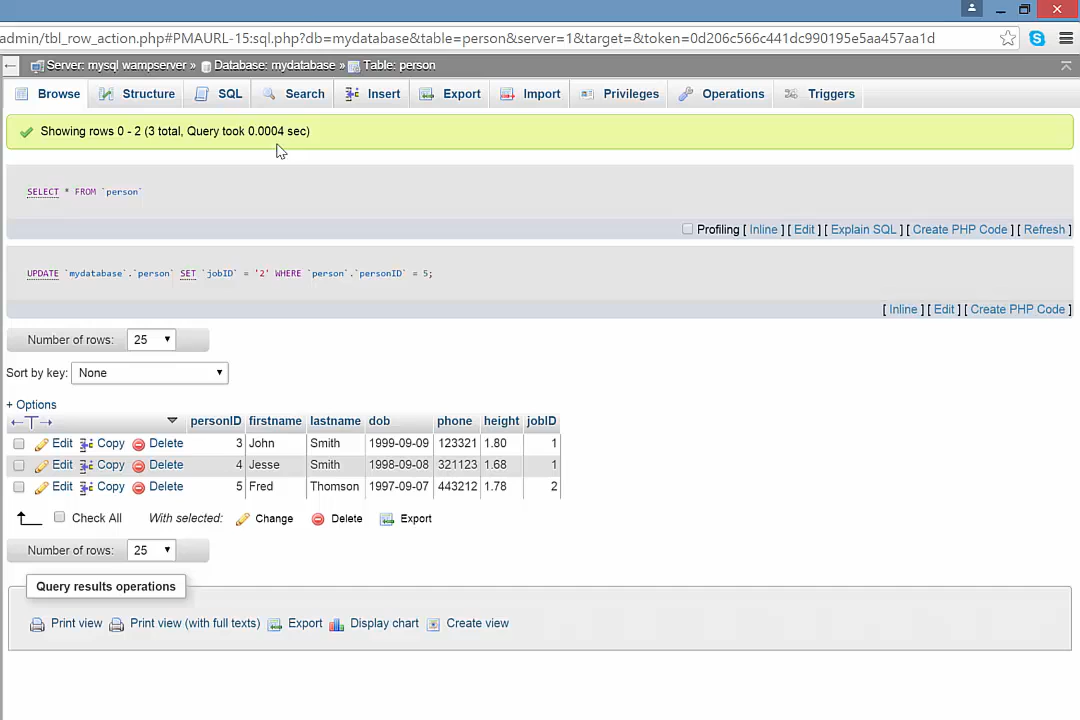 admin/tbl_row_action.php#PMAURL-15:sql.php?db=mydatabase&table=person&server=1&target=&token=0d206c566c441dc990195e5aa457aa1d
Server: mysql wampserver » Database: mydatabase » Table: person
Browse Structure SQL Search Insert Export Import Privileges Operations Triggers
Showing rows 0 - 2 (3 total, Query took 0.0004 sec)
SELECT * FROM `person`
Profiling [ Inline ] [ Edit ] [ Explain SQL ] [ Create PHP Code ] [ Refresh ]
UPDATE `mydatabase`.`person` SET `jobID` = '2' WHERE `person`.`personID` = 5;
[ Inline ] [ Edit ] [ Create PHP Code ]
Number of rows: 25
Sort by key: None
+ Options
personID firstname lastname dob phone height jobID
Edit Copy Delete 3 John Smith 1999-09-09 123321 1.80 1
Edit Copy Delete 4 Jesse Smith 1998-09-08 321123 1.68 1
Edit Copy Delete 5 Fred Thomson 1997-09-07 443212 1.78 2
Check All With selected: Change Delete Export
Number of rows: 25
Query results operations
Print view Print view (with full texts) Export Display chart Create view